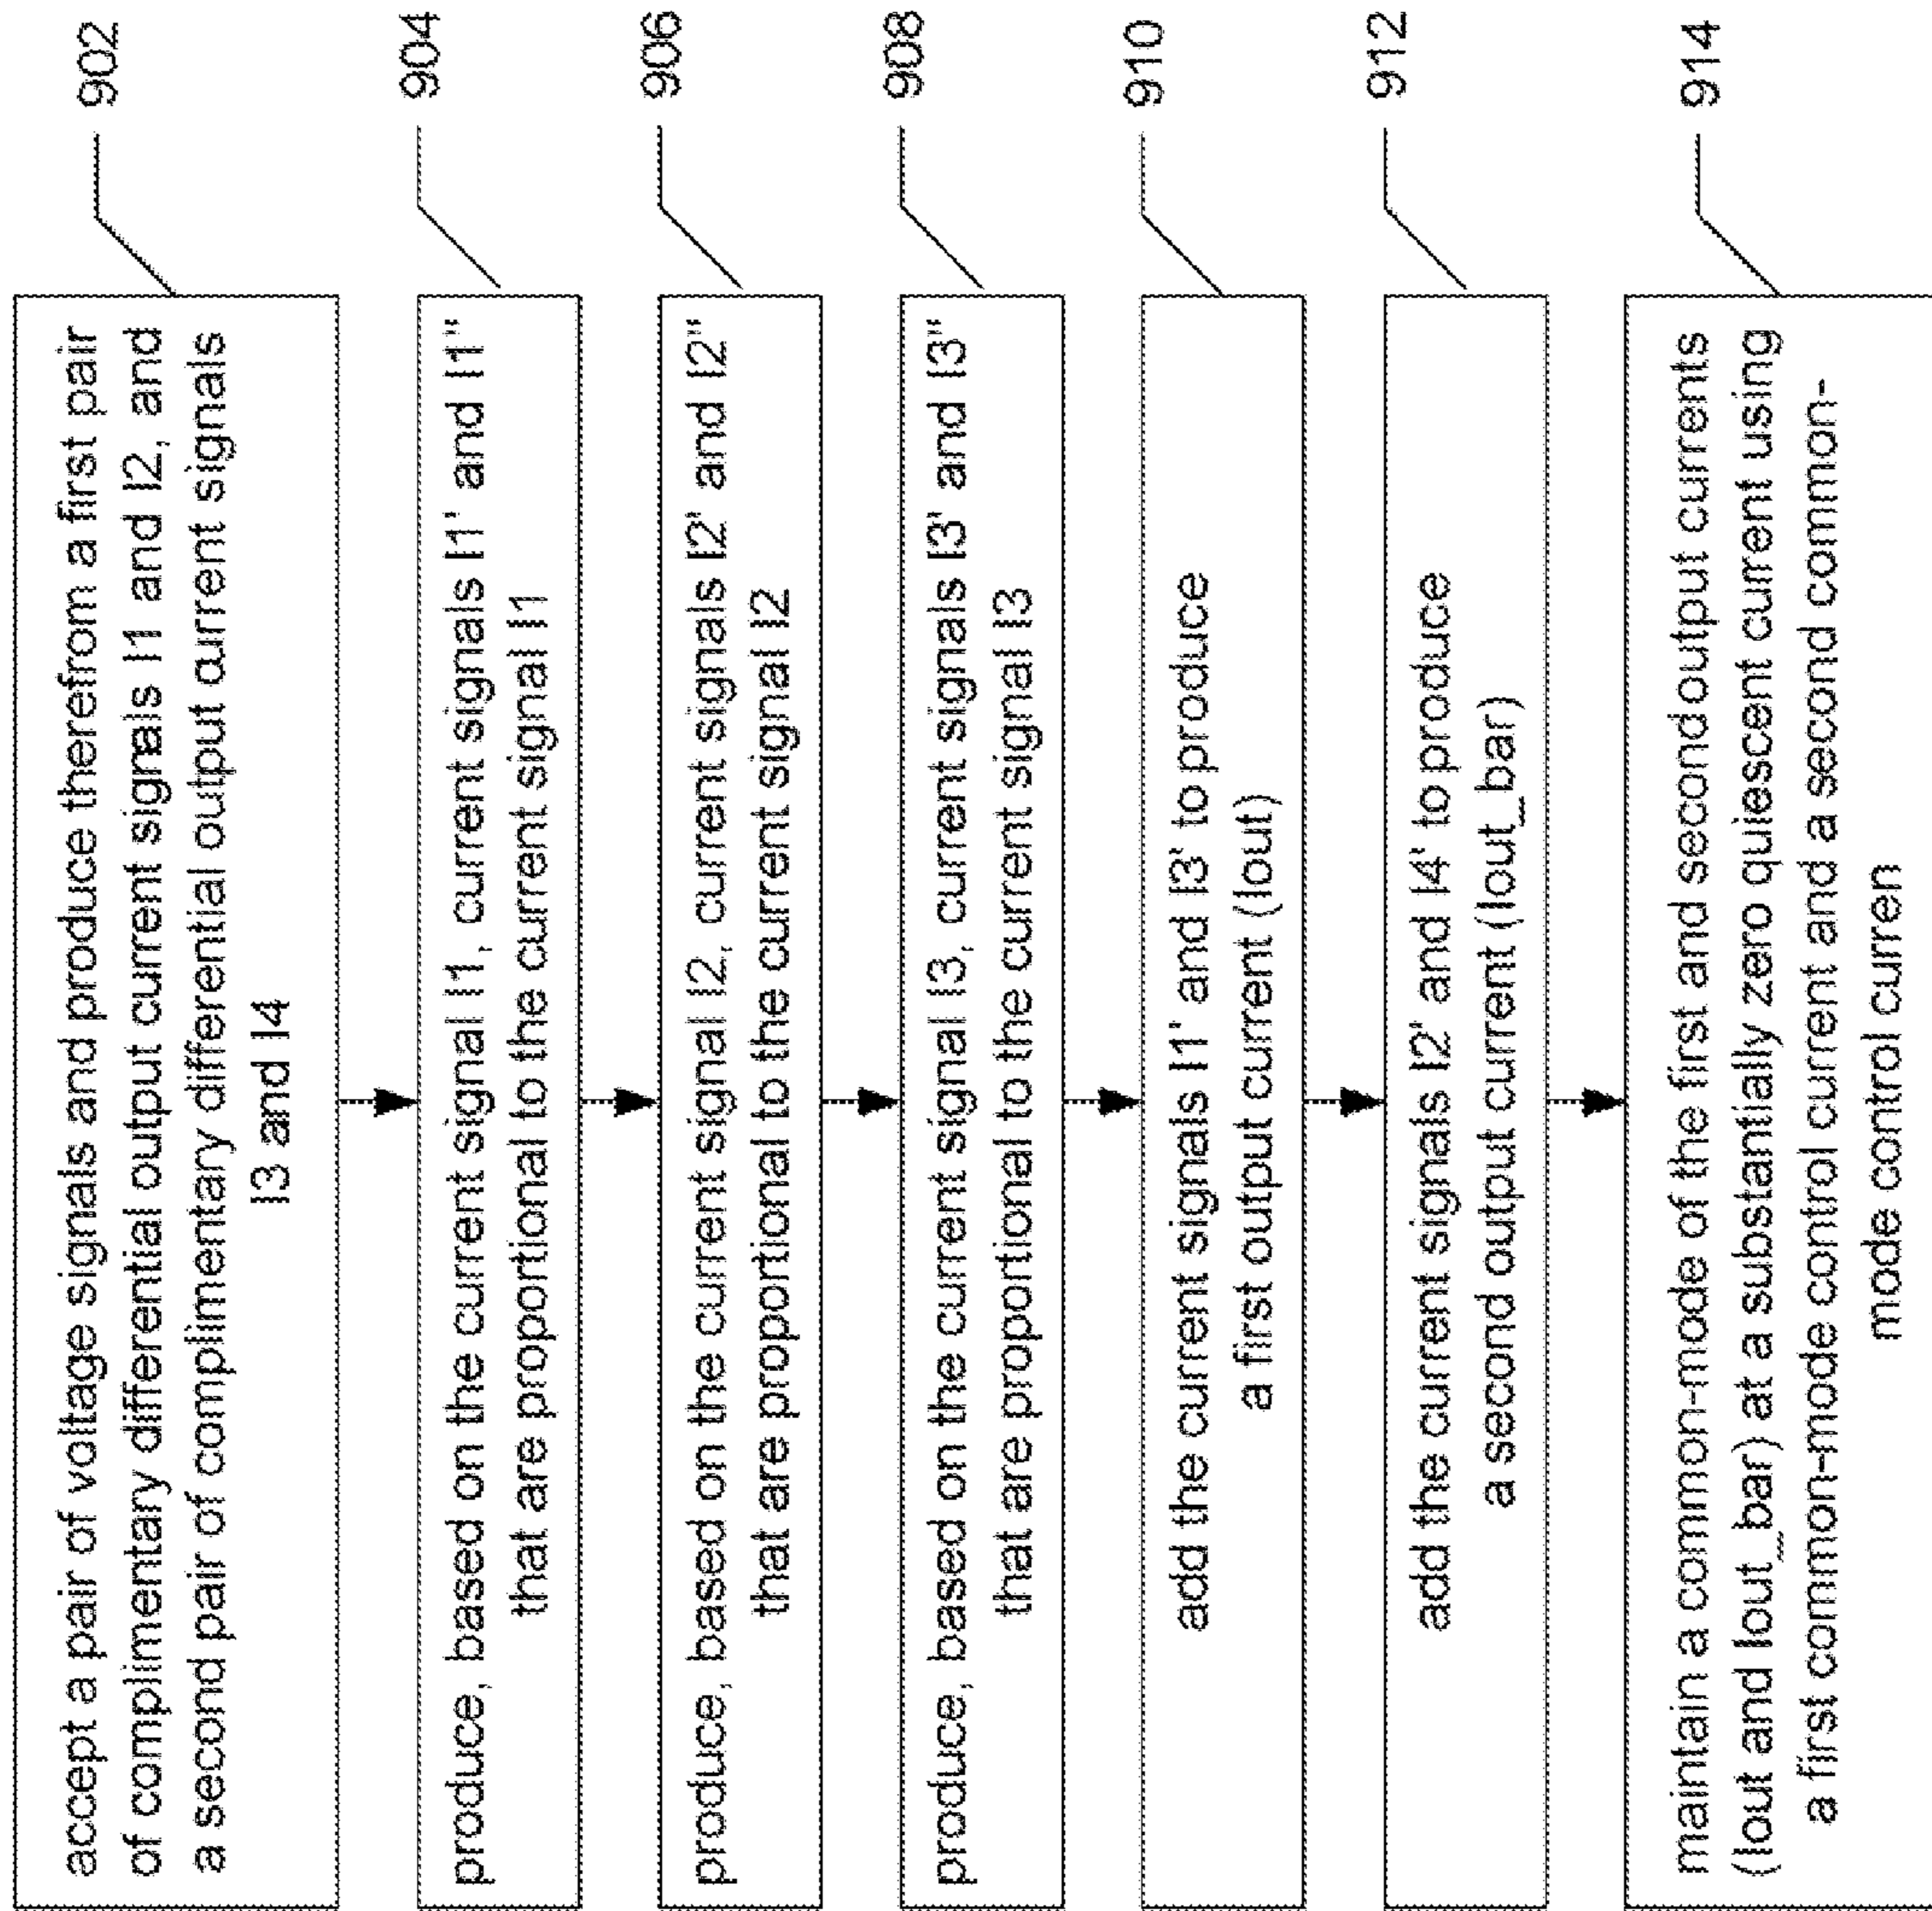 accept a pair of voltage signals and produce therefrom a first pair
of complimentary differential output current signals I1 and I2, and
a second pair of complimentary differential output current signals
I3 and I4
902
produce, based on the current signal I1, current signals I1' and I1"
that are proportional to the current signal I1
904
produce, based on the current signal I2, current signals I2' and I2"
that are proportional to the current signal I2
906
produce, based on the current signal I3, current signals I3' and I3"
that are proportional to the current signal I3
908
add the current signals I1' and I3' to produce
a first output current (Iout)
910
add the current signals I2' and I4' to produce
a second output current (Iout_bar)
912
maintain a common-mode of the first and second output currents
(Iout and Iout_bar) at a substantially zero quiescent current using
a first common-mode control current and a second common-
mode control curren
914